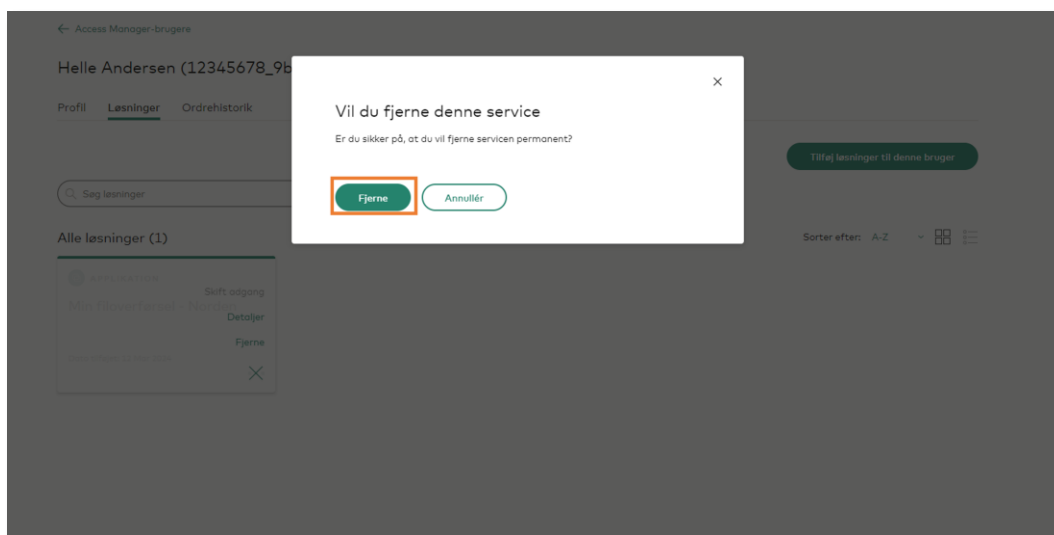 Access Manager-brugere
Helle Andersen (12345678_9b
Profil Løsninger Ordrehistorik
Vil du fjerne denne service
Er du sikker på, at du vil fjerne servicen permanent?
Fjerne Annullér
Tilføj løsninger til denne bruger
Søg løsninger
Alle løsninger (1)
Sorter efter: A-Z
Skift adgang
Detaljer
Fjerne